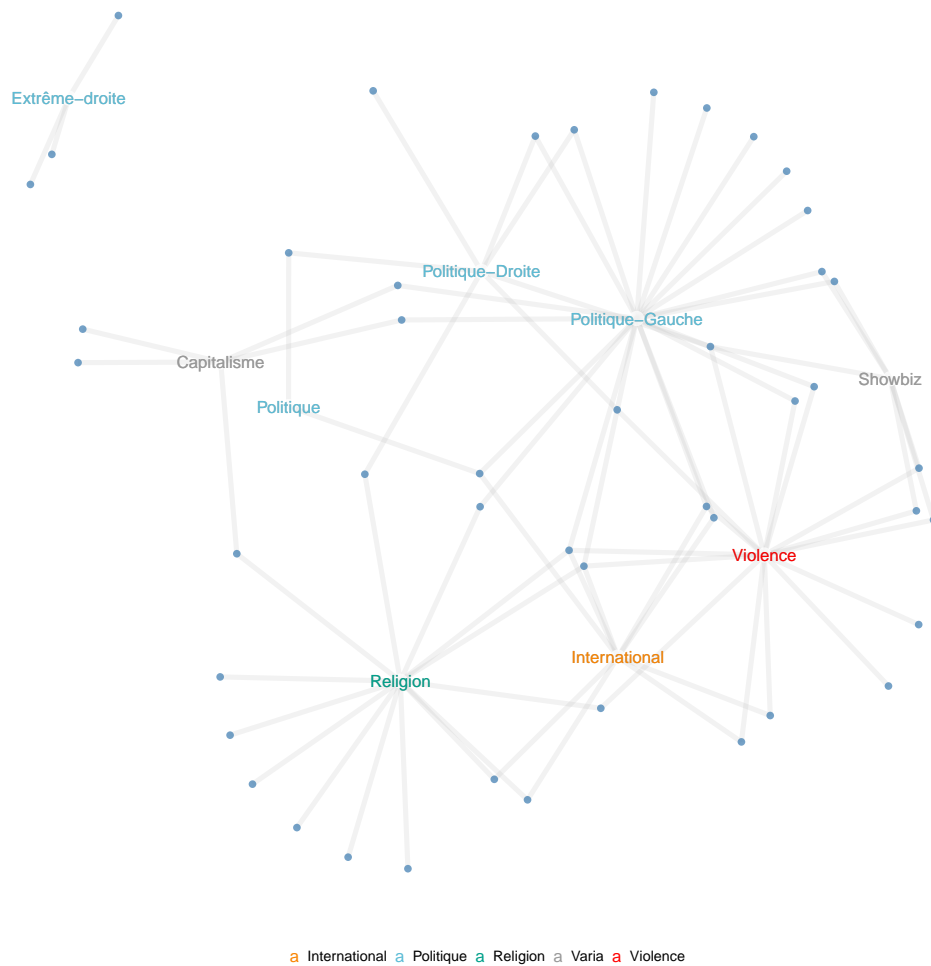 Extrême–droite
Politique–Droite
Politique–Gauche
Capitalisme
Showbiz
Politique
Violence
International
Religion
a International a Politique a Religion a Varia a Violence